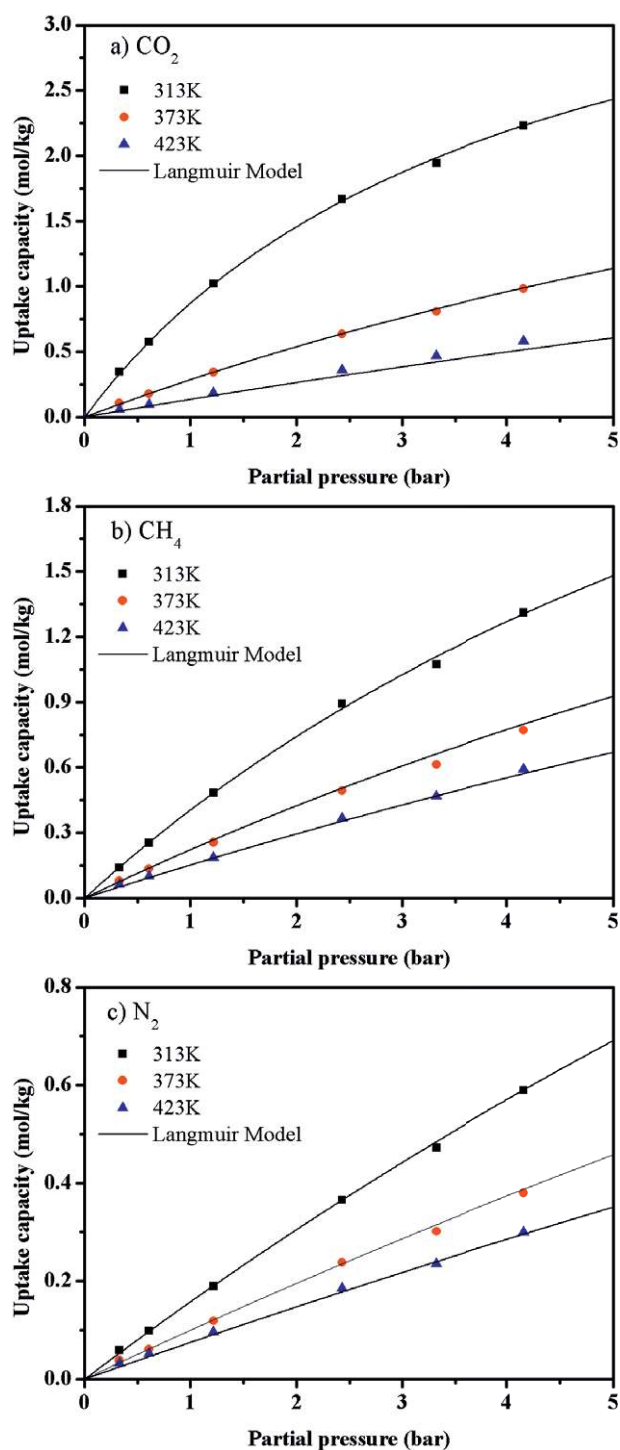 a) CO2
313K
373K
423K
Langmuir Model
Uptake capacity (mol/kg)
3.0
2.5
2.0
1.5
1.0
0.5
0.0
0 1 2 3 4 5
Partial pressure (bar)
b) CH4
313K
373K
423K
Langmuir Model
Uptake capacity (mol/kg)
1.8
1.5
1.2
0.9
0.6
0.3
0.0
0 1 2 3 4 5
Partial pressure (bar)
c) N2
313K
373K
423K
Langmuir Model
Uptake capacity (mol/kg)
0.8
0.6
0.4
0.2
0.0
0 1 2 3 4 5
Partial pressure (bar)